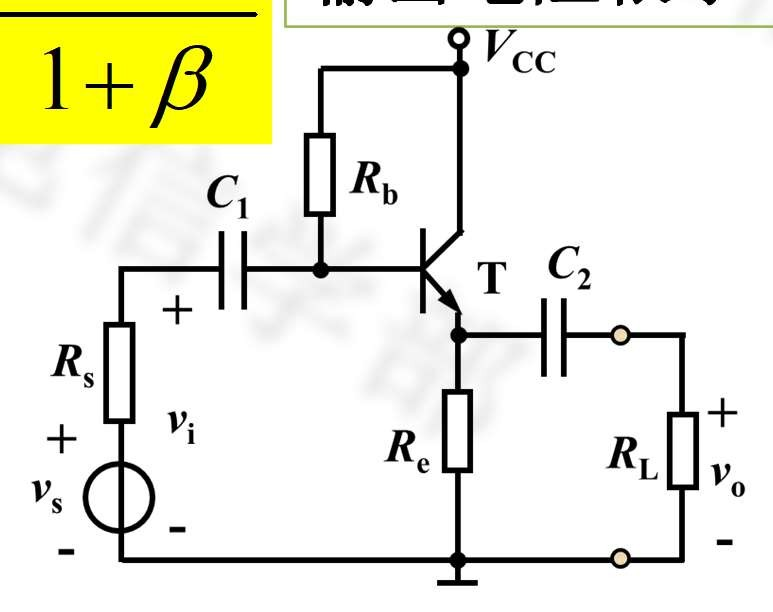 1+β
V_CC
R_b
C_1
T
C_2
+
R_s
v_i
+
v_s
-
-
R_e
R_L
+
v_o
-